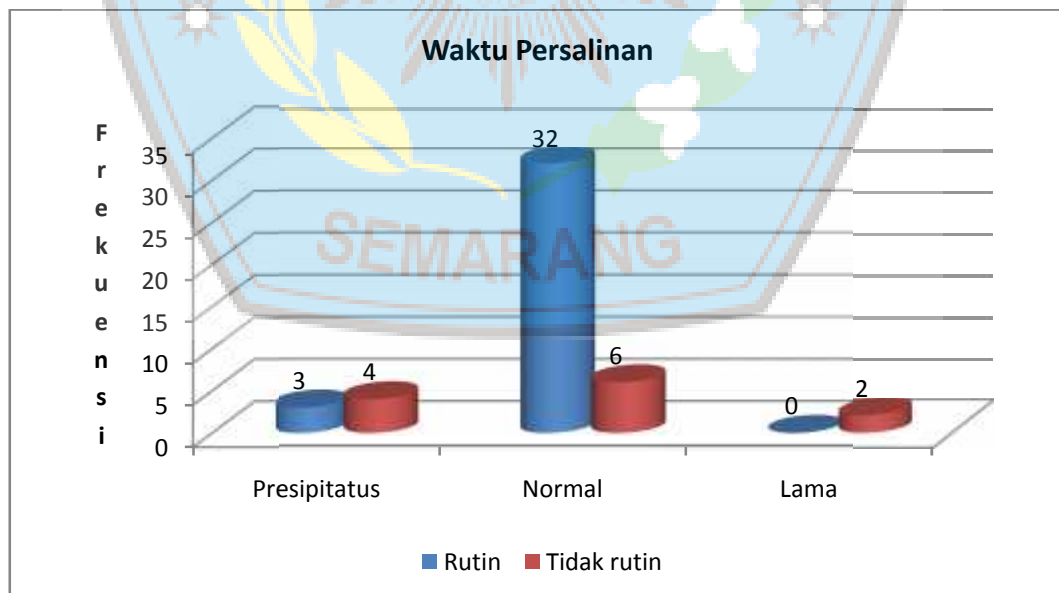 Waktu Persalinan
Frekuensi
35
30
25
20
15
10
5
0
3
4
32
6
0
2
SEMARANG
Presipitatus
Normal
Lama
Rutin
Tidak rutin